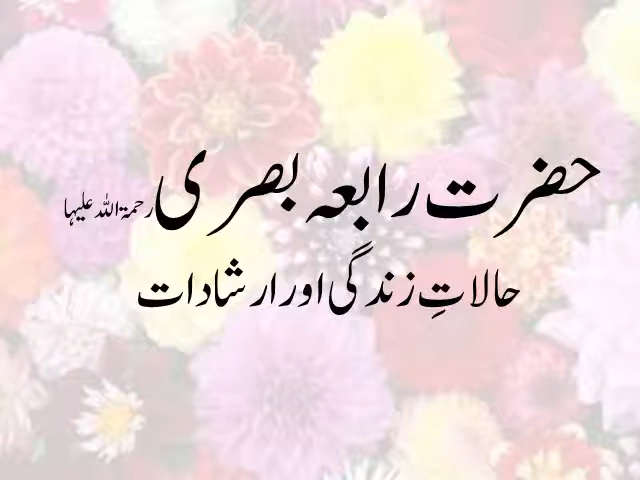 حضرت رابعہ بصری رحمۃ اللہ علیہا
حالاتِ زندگی اور ارشادات